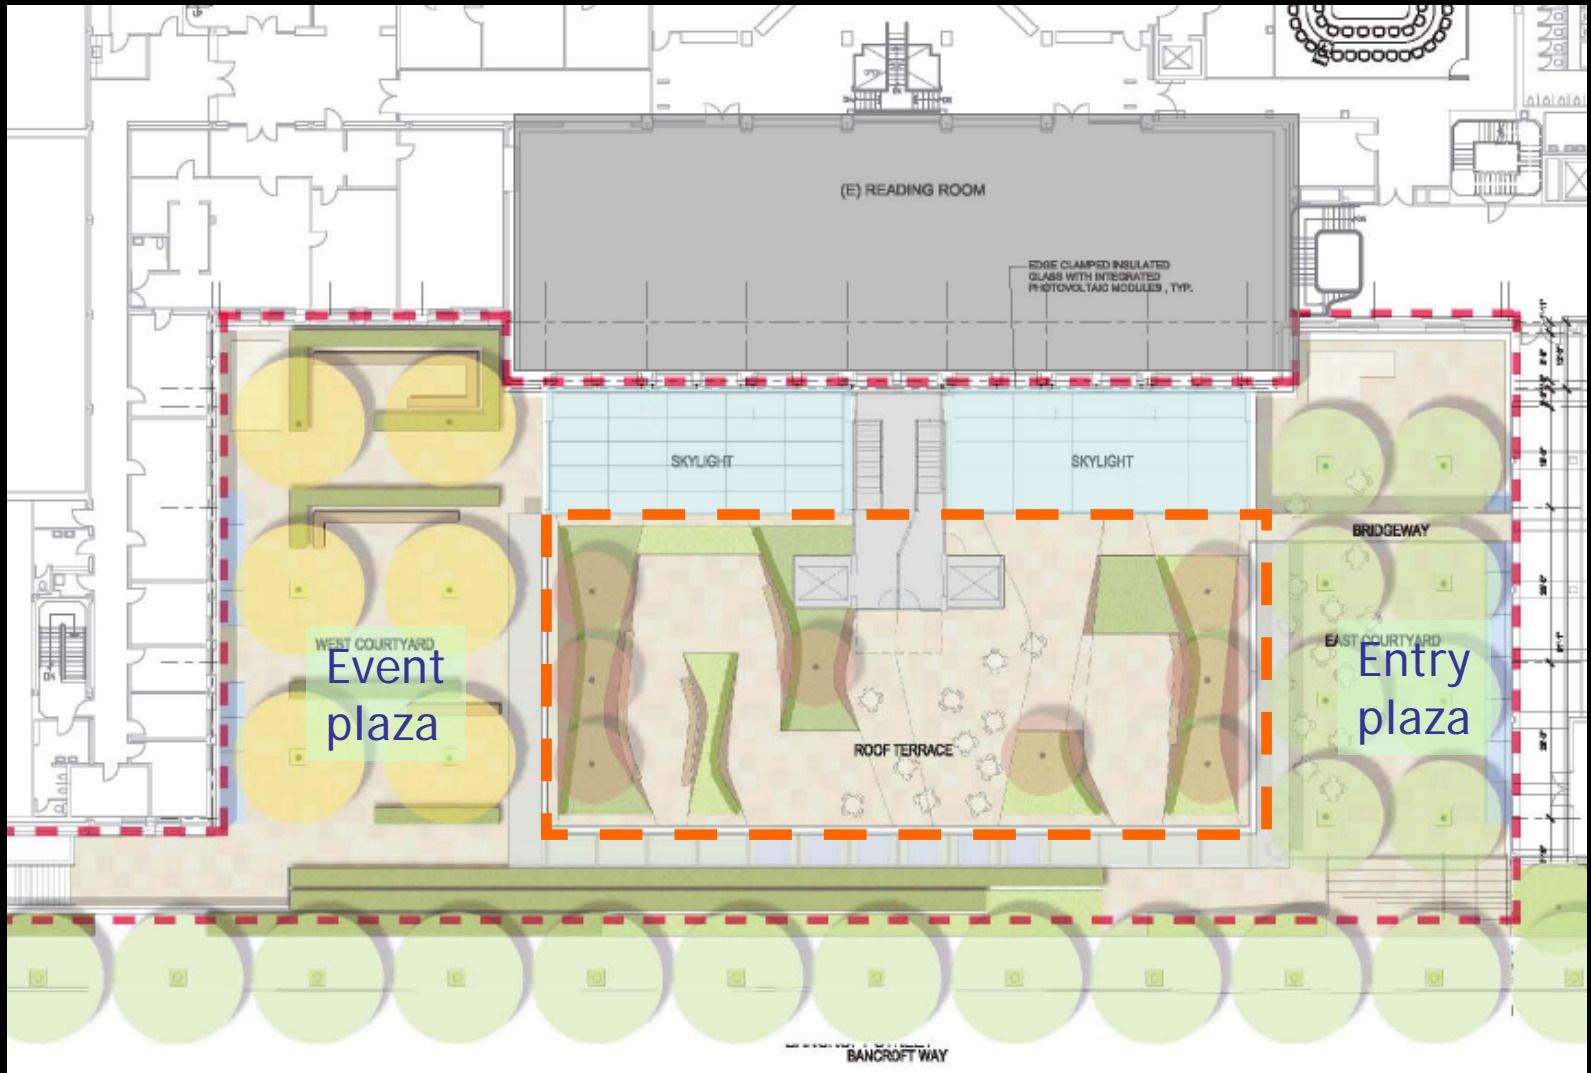 (E) READING ROOM
EDGE CLAMPED INSULATED
GLASS WITH INTEGRATED
PHOTOVOLTAIC MODULES , TYP.
SKYLIGHT
SKYLIGHT
BRIDGEWAY
WEST COURTYARD
EAST COURTYARD
Event
plaza
Entry
plaza
ROOF TERRACE
BANCROFT WAY